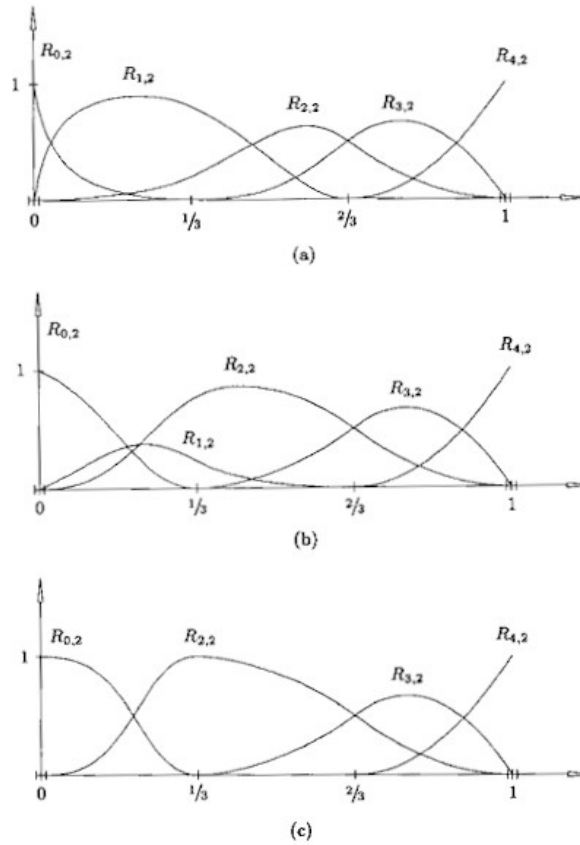 R0,2
R1,2
R2,2
R3,2
R4,2
1
0
1/3
2/3
1
(a)
R0,2
R2,2
R4,2
R3,2
1
R1,2
0
1/3
2/3
1
(b)
R0,2
R2,2
R4,2
R3,2
1
0
1/3
2/3
1
(c)